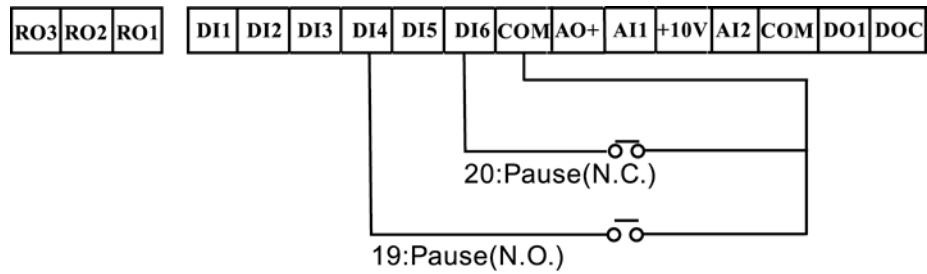 RO3 RO2 RO1 DI1 DI2 DI3 DI4 DI5 DI6 COM AO+ AI1 +10V AI2 COM DO1 DOC
20:Pause(N.C.)
19:Pause(N.O.)